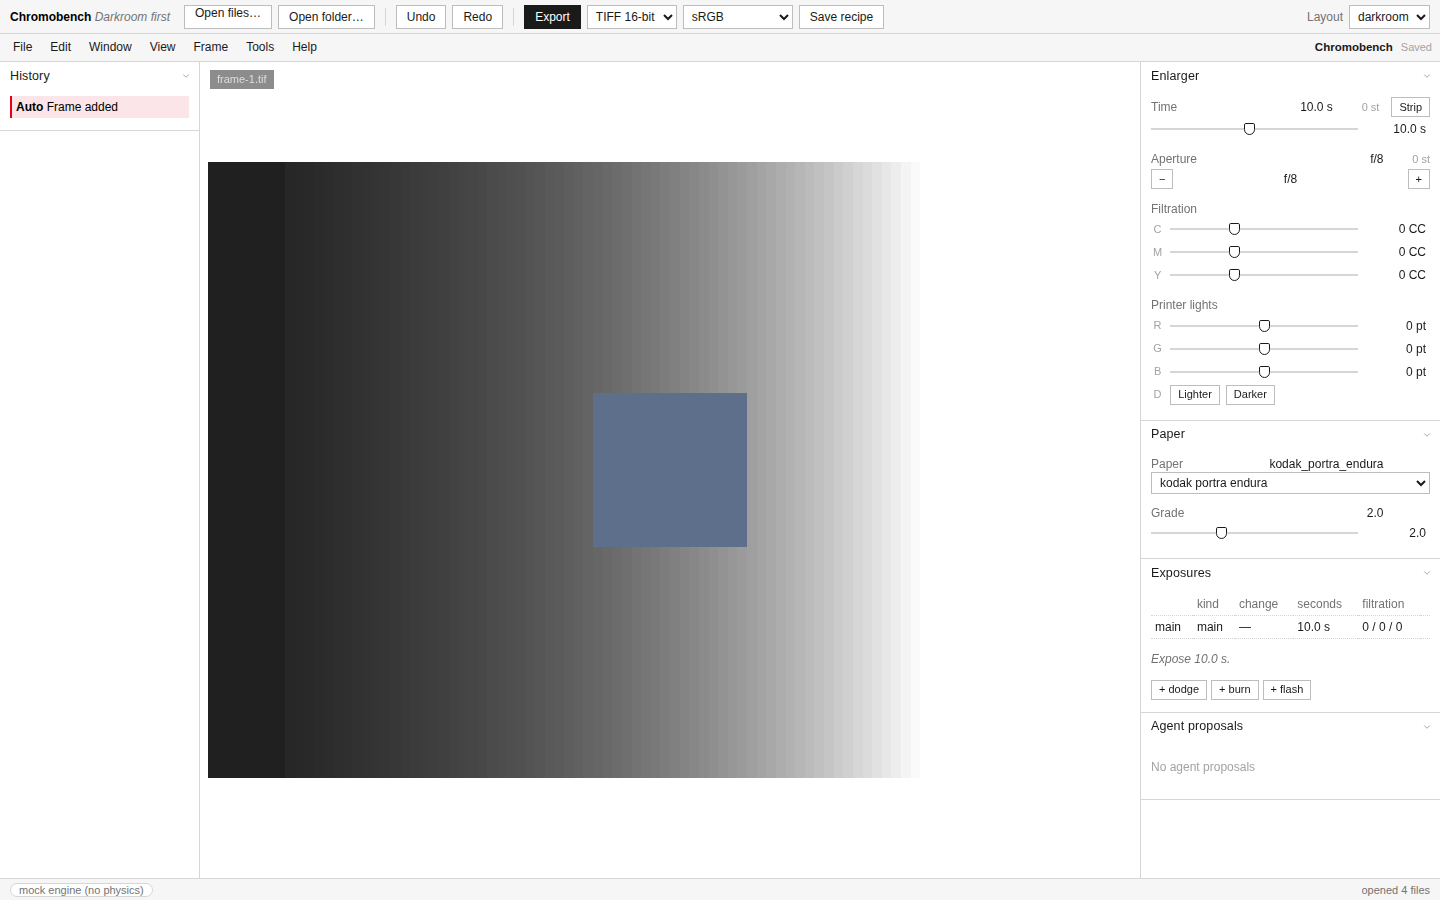 Chromobench Darkroom first Open files… Open folder… Undo Redo Export TIFF 16-bit sRGB Save recipe Layout darkroom
File Edit Window View Frame Tools Help Chromobench Saved
History
Auto Frame added
frame-1.tif
Enlarger
Time 10.0 s 0 st Strip
10.0 s
Aperture f/8 0 st
− f/8 +
Filtration
C 0 CC
M 0 CC
Y 0 CC
Printer lights
R 0 pt
G 0 pt
B 0 pt
D Lighter Darker
Paper
Paper kodak_portra_endura
kodak portra endura
Grade 2.0
2.0
Exposures
kind change seconds filtration
main main — 10.0 s 0 / 0 / 0
Expose 10.0 s.
+ dodge + burn + flash
Agent proposals
No agent proposals
mock engine (no physics) opened 4 files